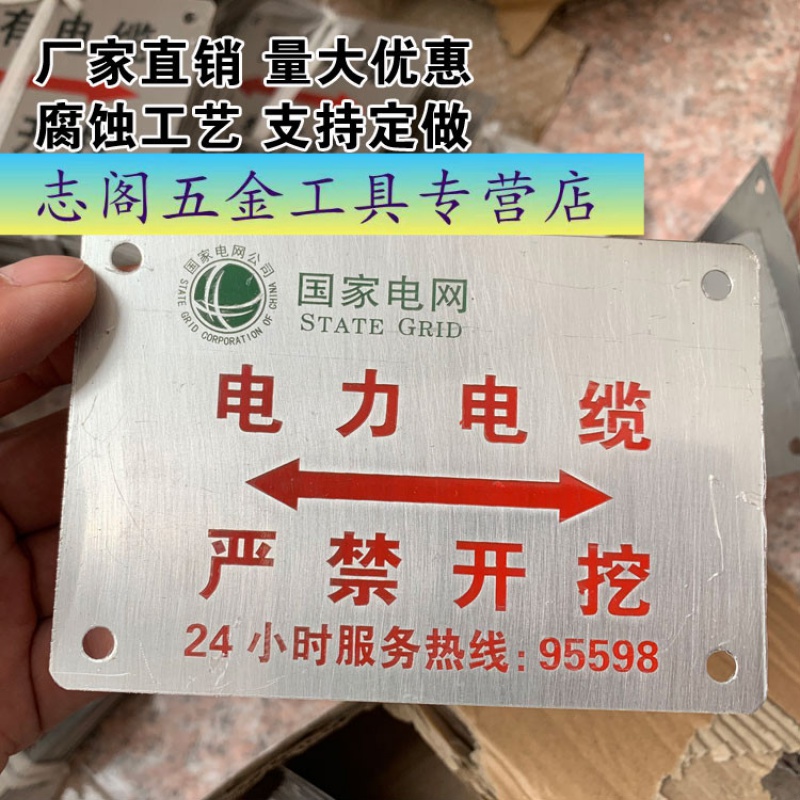 有电缆
厂家直销 量大优惠
腐蚀工艺 支持定做
志阁五金工具专营店
国家电网公司
STATE GRID CORPORATION OF CHINA
国家电网
STATE GRID
电力电缆
严禁开挖
24小时服务热线:95598